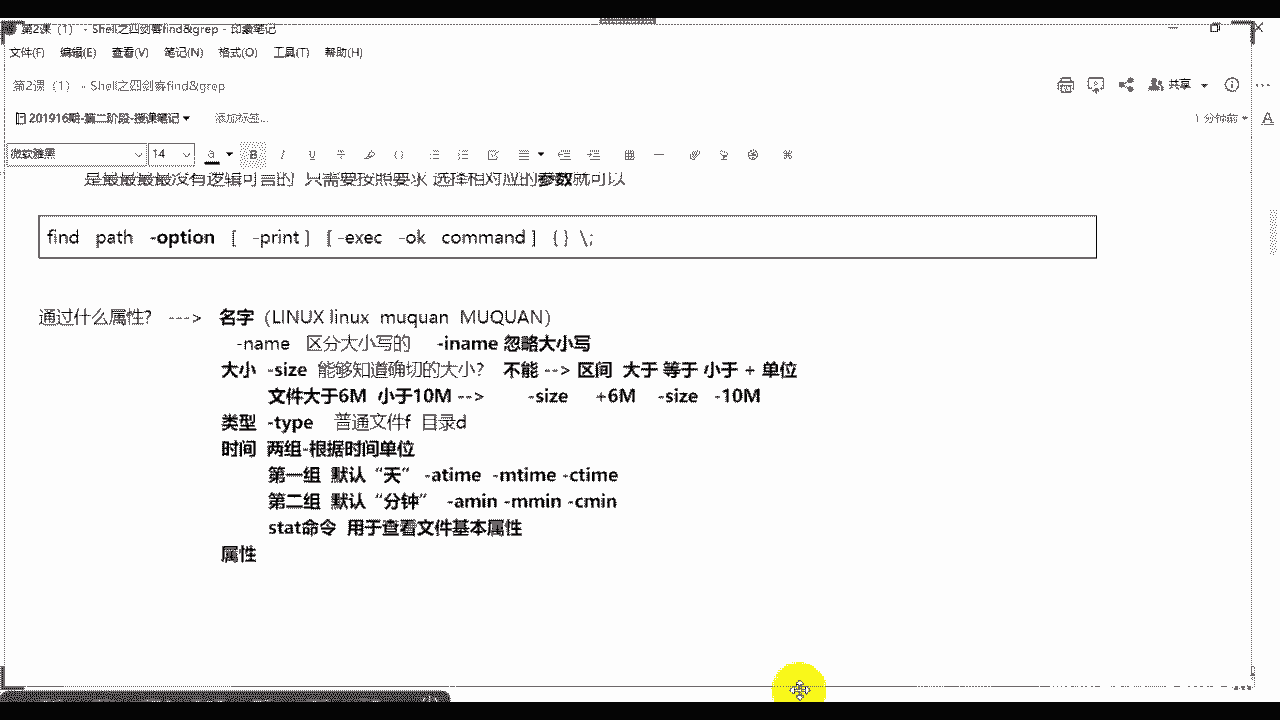 第2课（1） - Shell之四剑客find&grep - 印象笔记
文件(F) 编辑(E) 查看(V) 笔记(N) 格式(O) 工具(T) 帮助(H)
第2课（1） - Shell之四剑客find&grep
共享
201916期-第二阶段-授课笔记
添加标签...
1 分钟前
微软雅黑 14
是最最最最没有逻辑可言的 只需要按照要求 选择相对应的参数就可以
find path -option [ -print ] [ -exec -ok command ] { } \;
通过什么属性? ---> 名字（LINUX linux muquan MUQUAN）
-name 区分大小写的 -iname 忽略大小写
大小 -size 能够知道确切的大小? 不能 --> 区间 大于 等于 小于 + 单位
文件大于6M 小于10M --> -size +6M -size -10M
类型 -type 普通文件f 目录d
时间 两组-根据时间单位
第一组 默认“天” -atime -mtime -ctime
第二组 默认“分钟” -amin -mmin -cmin
stat命令 用于查看文件基本属性
属性